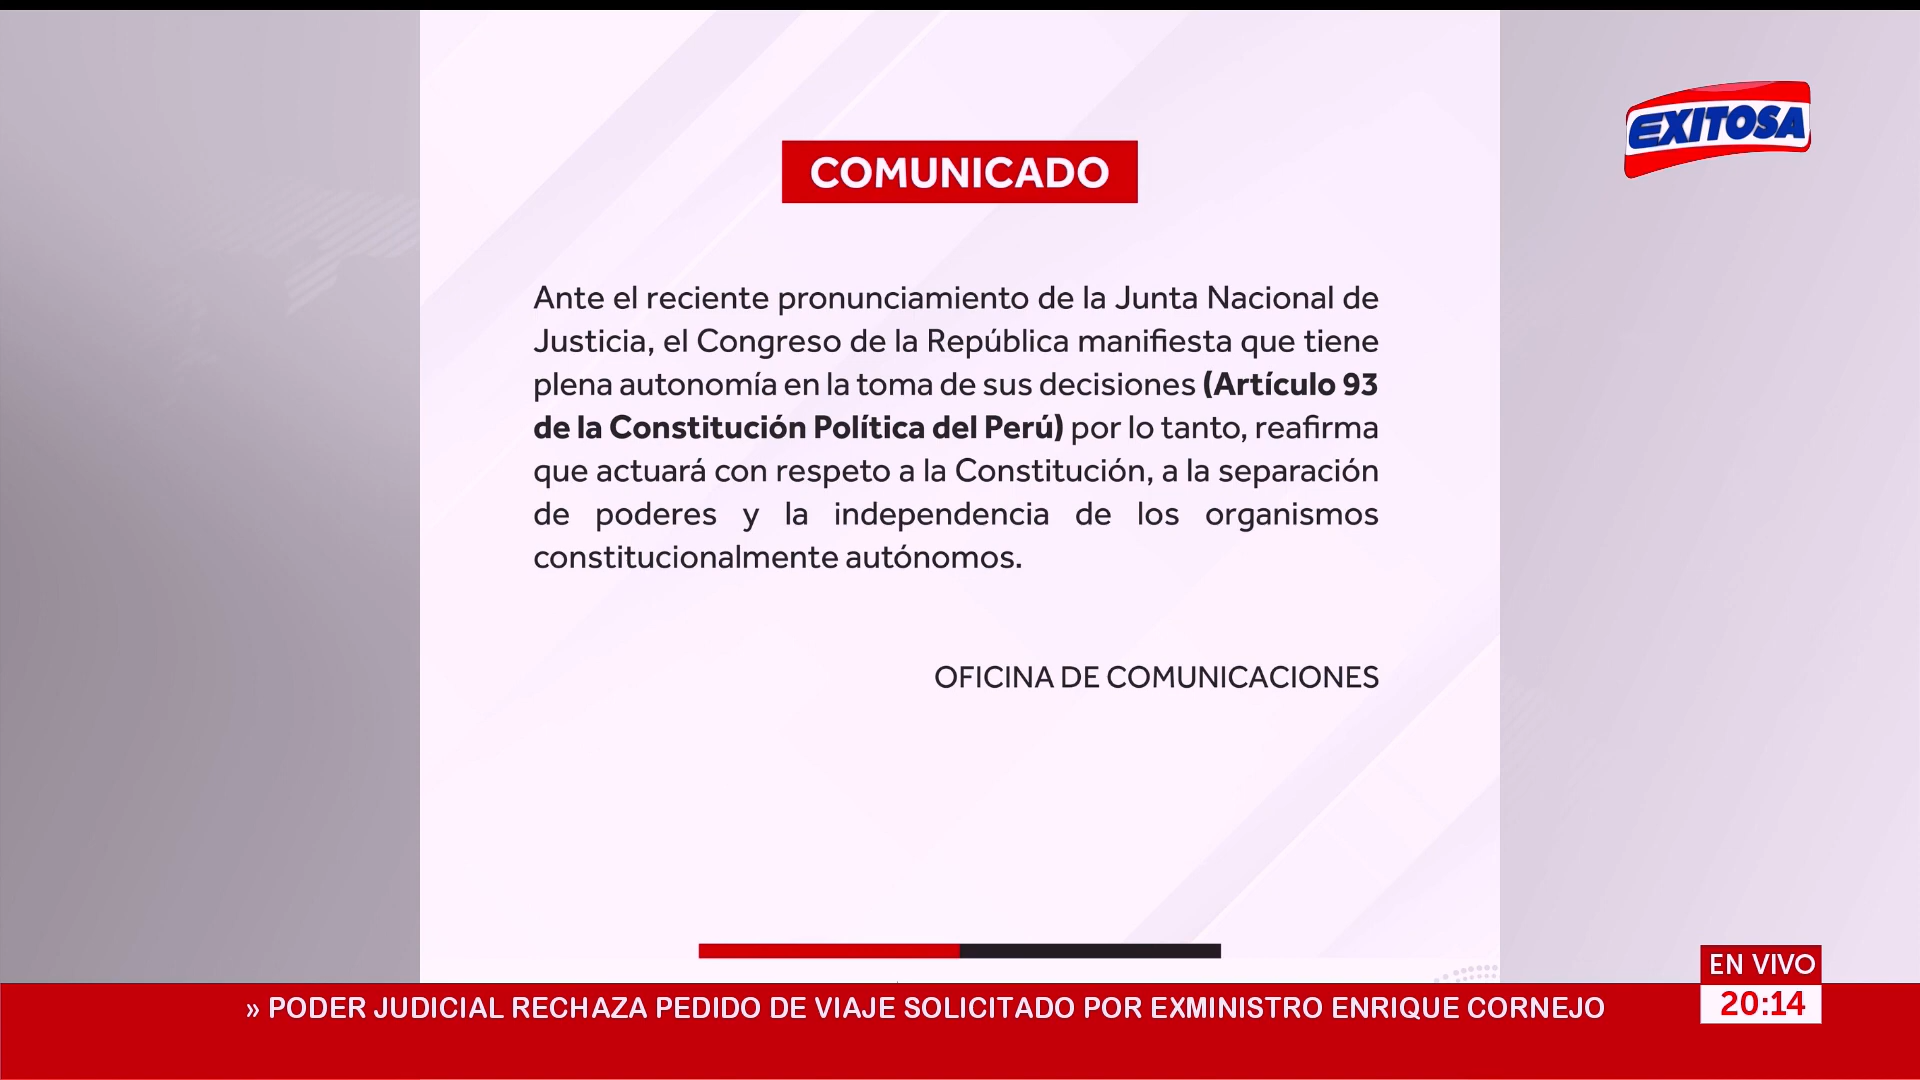 EXITOSA
COMUNICADO
Ante el reciente pronunciamiento de la Junta Nacional de
Justicia, el Congreso de la República manifiesta que tiene
plena autonomía en la toma de sus decisiones (Artículo 93
de la Constitución Política del Perú) por lo tanto, reafirma
que actuará con respeto a la Constitución, a la separación
de poderes y la independencia de los organismos
constitucionalmente autónomos.
OFICINA DE COMUNICACIONES
EN VIVO
» PODER JUDICIAL RECHAZA PEDIDO DE VIAJE SOLICITADO POR EXMINISTRO ENRIQUE CORNEJO
20:14